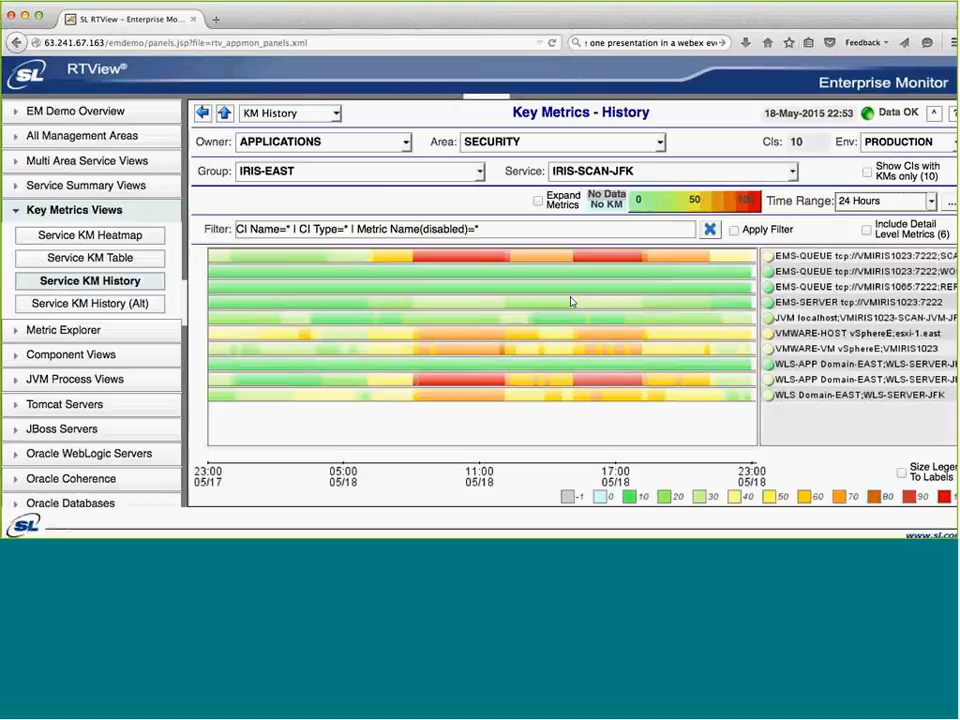 SL RTView – Enterprise Mo...
63.241.67.163/emdemo/panels.jsp?file=rtv_appmon_panels.xml
: one presentation in a webex eve
Feedback
SL
RTView®
Enterprise Monitor
EM Demo Overview
All Management Areas
Multi Area Service Views
Service Summary Views
Key Metrics Views
Service KM Heatmap
Service KM Table
Service KM History
Service KM History (Alt)
Metric Explorer
Component Views
JVM Process Views
Tomcat Servers
JBoss Servers
Oracle WebLogic Servers
Oracle Coherence
Oracle Databases
KM History
Key Metrics - History
18-May-2015 22:53
Data OK
^
?
Owner: APPLICATIONS
Area: SECURITY
CIs: 10
Env: PRODUCTION
Group: IRIS-EAST
Service: IRIS-SCAN-JFK
Show CIs with
KMs only (10)
Expand
Metrics
No Data
No KM
0 50 100
Time Range: 24 Hours
...
Filter: CI Name=* | CI Type=* | Metric Name(disabled)=*
Apply Filter
Include Detail
Level Metrics (6)
EMS-QUEUE tcp://VMIRIS1023:7222;SCA
EMS-QUEUE tcp://VMIRIS1023:7222;WO
EMS-QUEUE tcp://VMIRIS1065:7222;REF
EMS-SERVER tcp://VMIRIS1023:7222
JVM localhost;VMIRIS1023-SCAN-JVM-JF
VMWARE-HOST vSphereE;esxi-1.east
VMWARE-VM vSphereE;VMIRIS1023
WLS-APP Domain-EAST;WLS-SERVER-J
WLS-APP Domain-EAST;WLS-SERVER-J
WLS Domain-EAST;WLS-SERVER-JFK
23:00 05:00 11:00 17:00 23:00
05/17 05/18 05/18 05/18 05/18
Size Lege
To Labels
-1 0 10 20 30 40 50 60 70 80 90 1
SL
www.sl.co